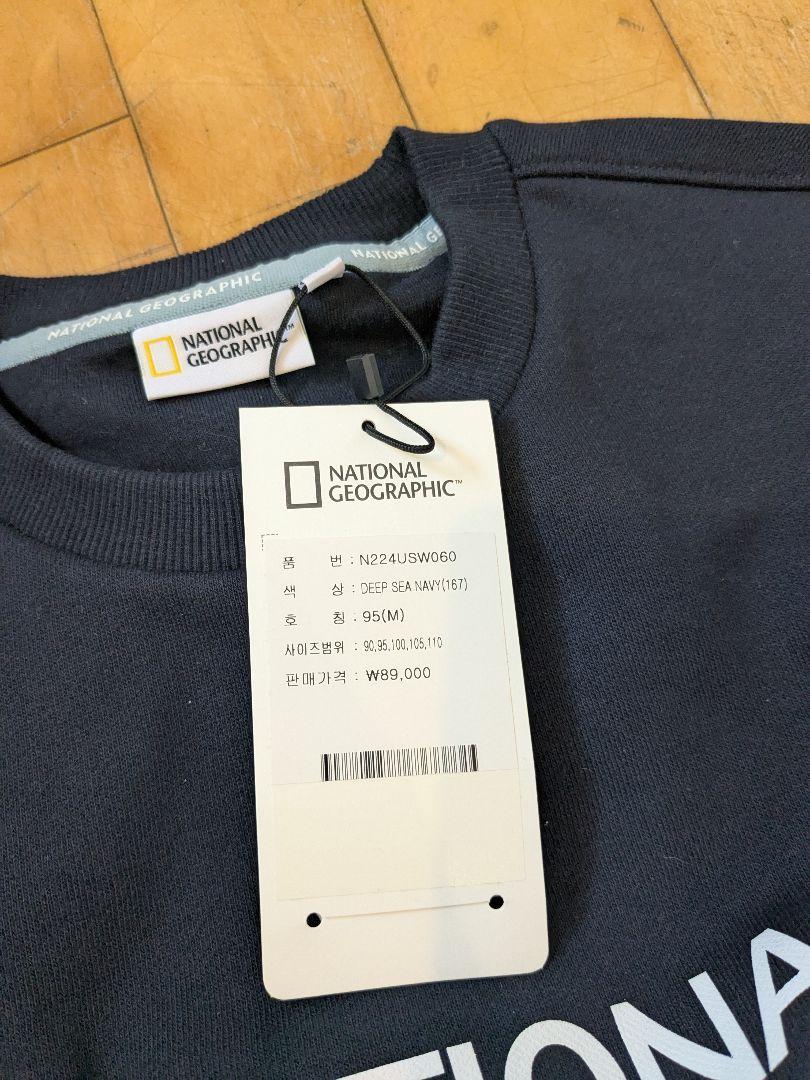 NATIONAL GEOGRAPHIC
NATIONAL GE
NATIONAL
GEOGRAPHIC™
NATIONAL
GEOGRAPHIC™
품 번 : N224USW060
색 상 : DEEP SEA NAVY(167)
호 칭 : 95(M)
사이즈범위 : 90,95,100,105,110
판매가격 : ₩89,000
TIONA